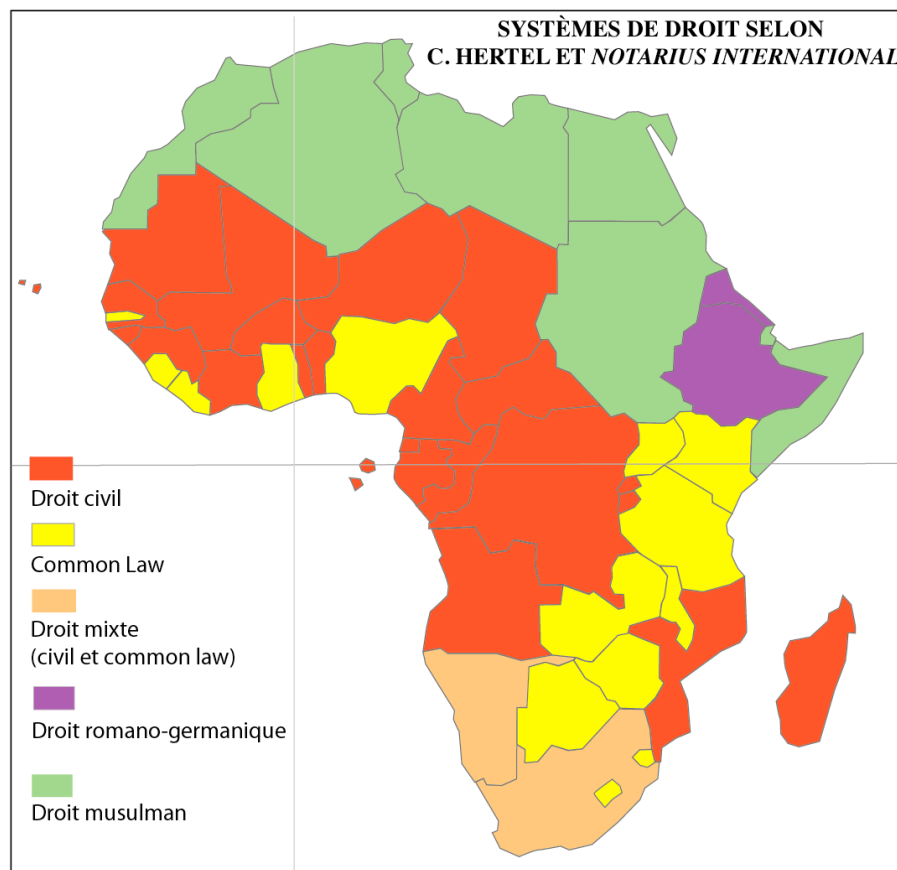 SYSTÈMES DE DROIT SELON
C. HERTEL ET NOTARIUS INTERNATIONAL
Droit civil
Common Law
Droit mixte
(civil et common law)
Droit romano-germanique
Droit musulman